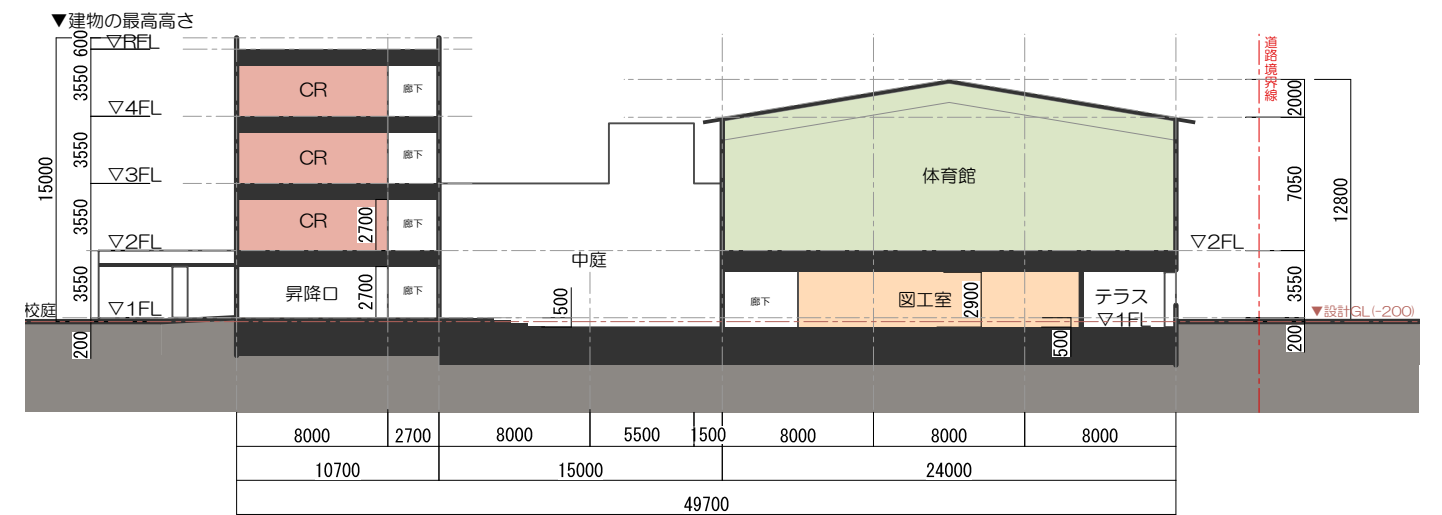 ▼建物の最高高さ
▽RFL
600
3550
CR
廊下
▽4FL
3550
CR
廊下
▽3FL
15000
3550
CR
2700
廊下
▽2FL
3550
昇降口
2700
廊下
校庭
▽1FL
200
中庭
500
体育館
道路境界線
2000
7050
12800
▽2FL
廊下
図工室
2900
テラス
▽1FL
500
3550
▼設計GL(-200)
200
8000
2700
8000
5500
1500
8000
8000
8000
10700
15000
24000
49700